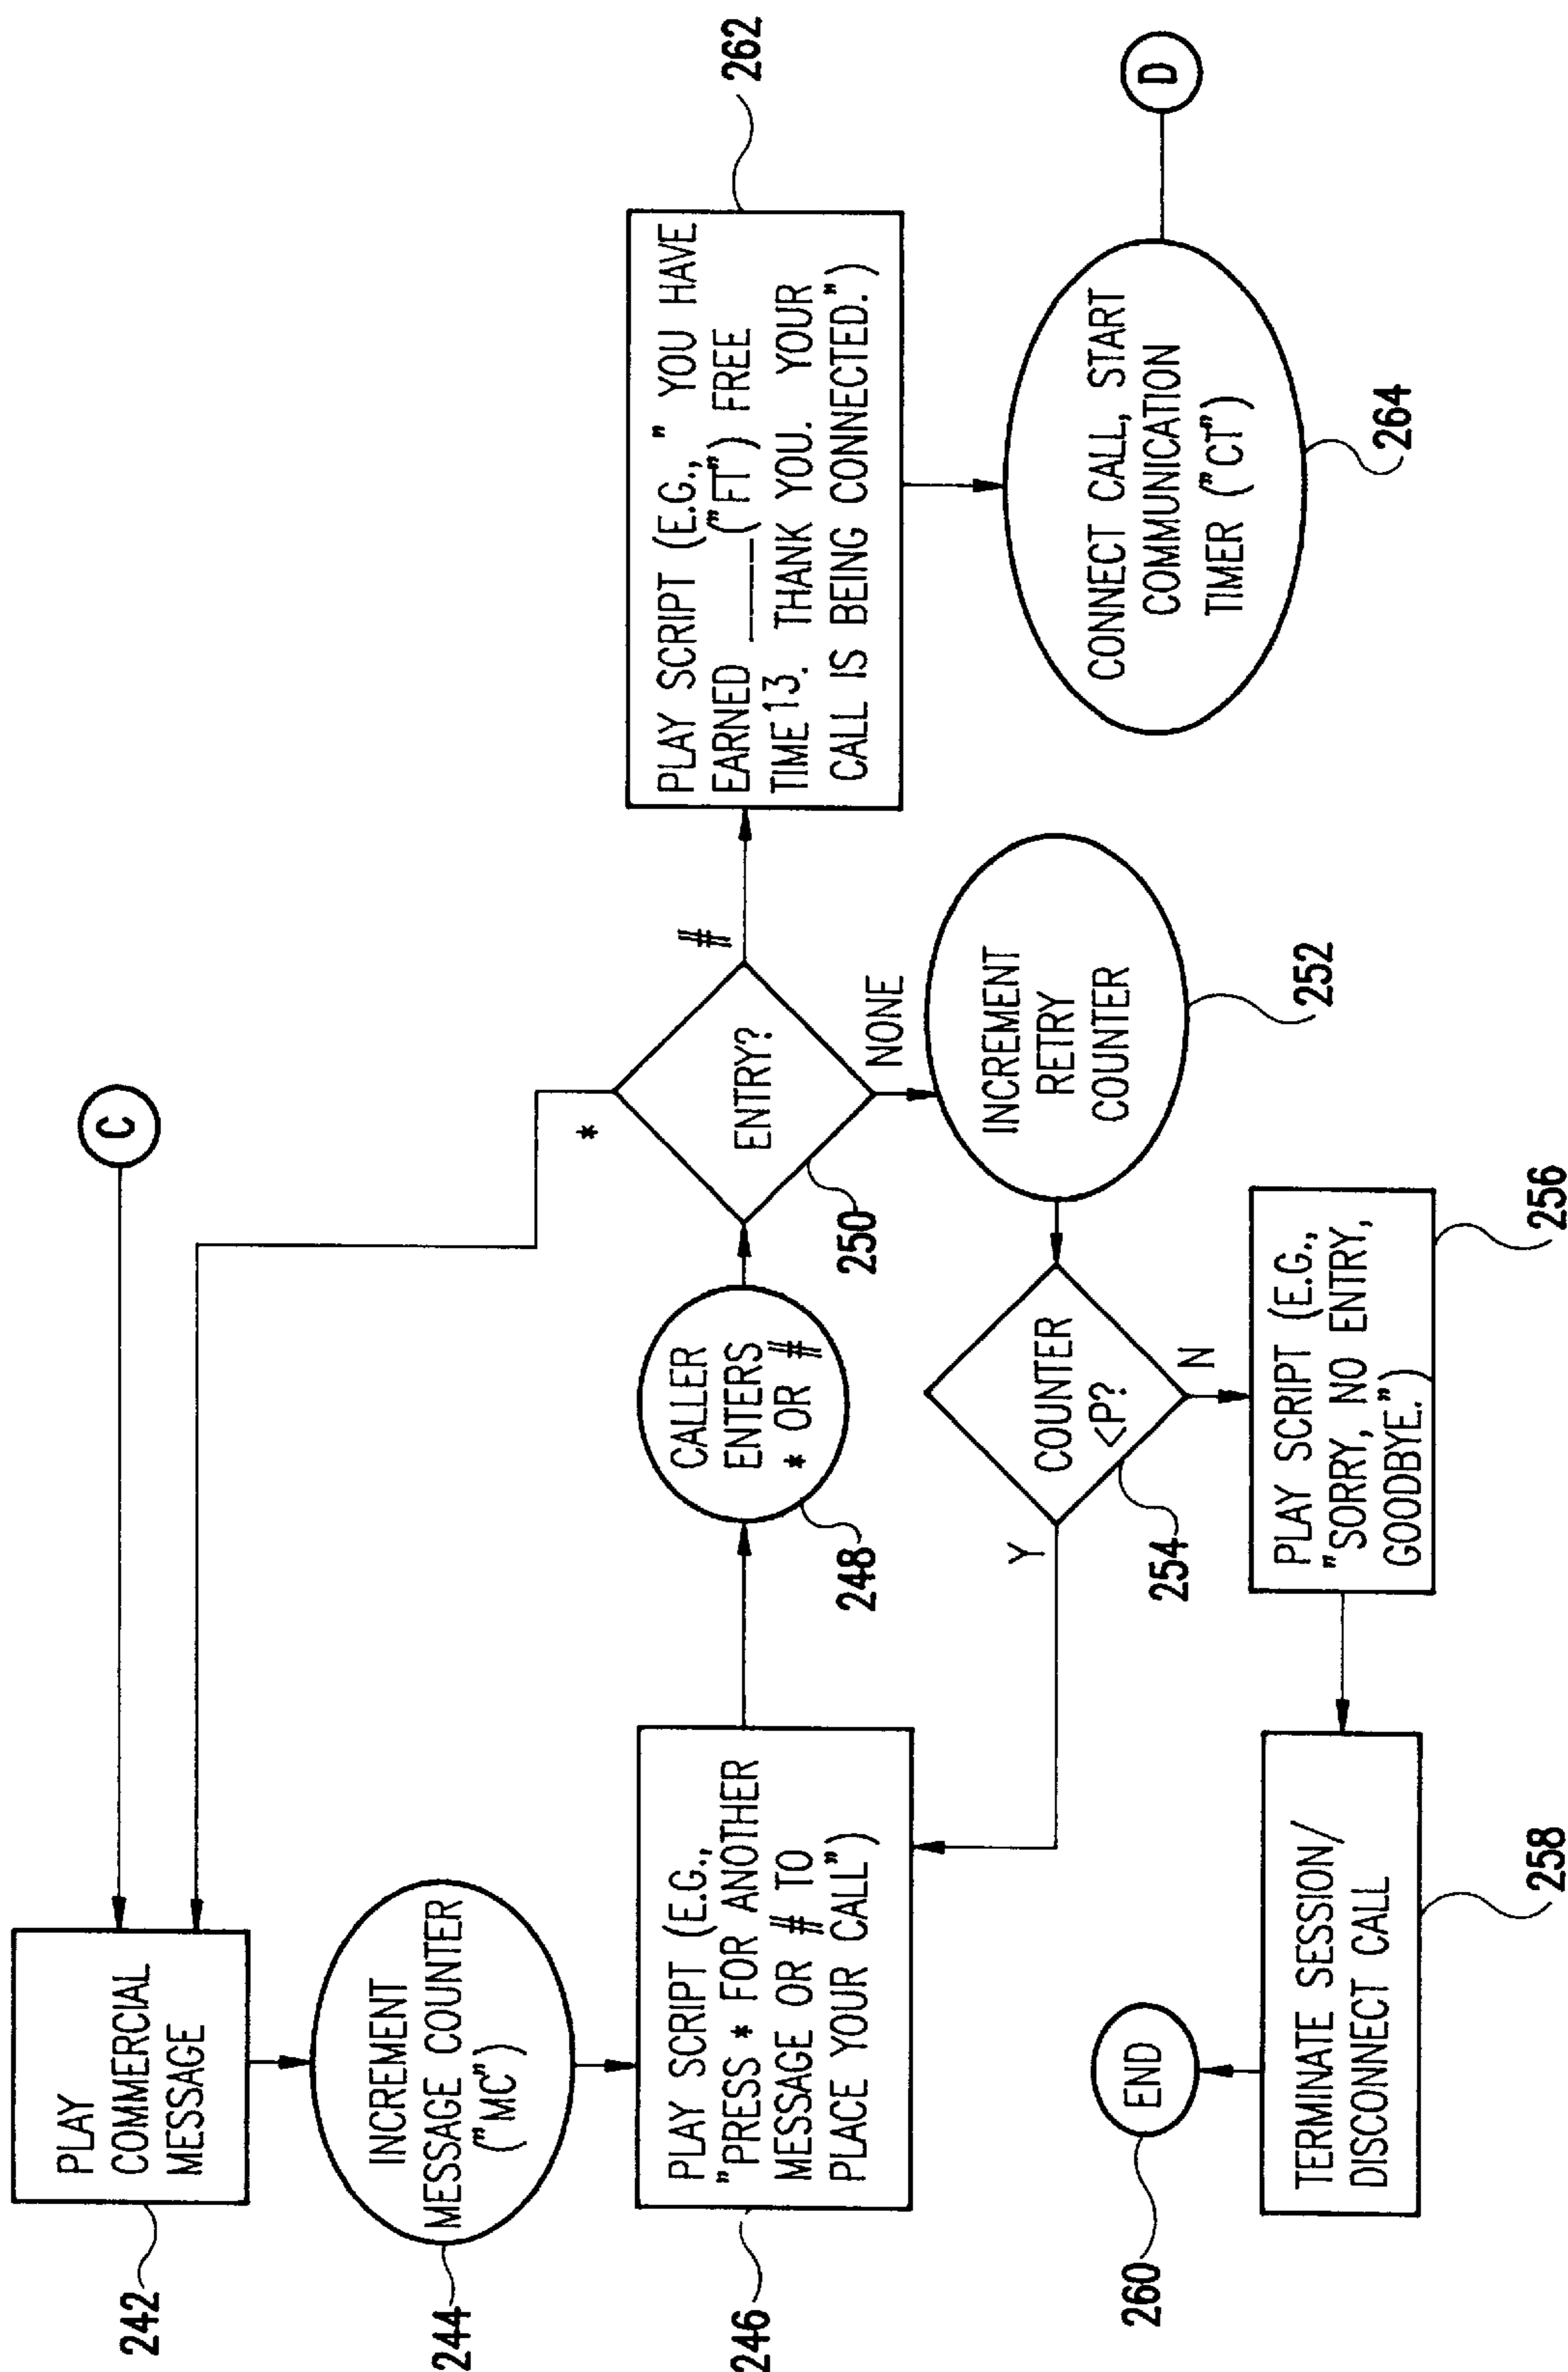 C
PLAY
COMMERCIAL
MESSAGE
242
INCREMENT
MESSAGE COUNTER
("MC")
244
PLAY SCRIPT (E.G.,
"PRESS * FOR ANOTHER
MESSAGE OR # TO
PLACE YOUR CALL")
246
CALLER
ENTERS
* OR #
248
ENTRY?
250
*
#
NONE
PLAY SCRIPT (E.G., " YOU HAVE
EARNED ____("FT") FREE
TIME13. THANK YOU. YOUR
CALL IS BEING CONNECTED.")
262
CONNECT CALL, START
COMMUNICATION
TIMER ("CT")
264
D
INCREMENT
RETRY
COUNTER
252
COUNTER
<P?
254
Y
N
PLAY SCRIPT (E.G.,
"SORRY, NO ENTRY,
GOODBYE.")
256
TERMINATE SESSION/
DISCONNECT CALL
258
END
260